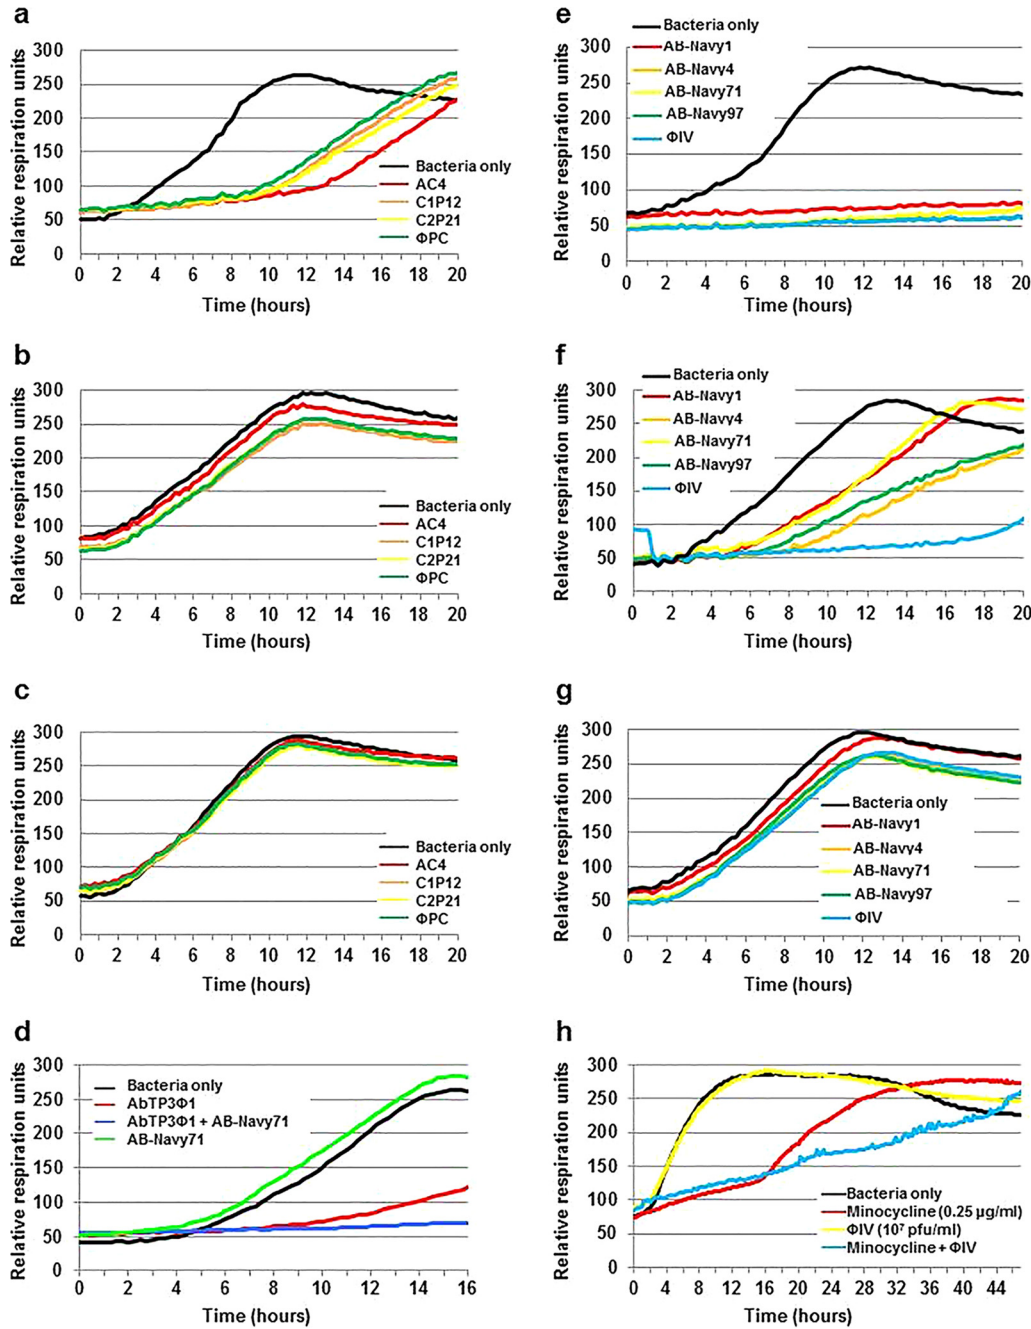 a
Relative respiration units
300
250
200
150
100
50
0
0 2 4 6 8 10 12 14 16 18 20
Time (hours)
Bacteria only
AC4
C1P12
C2P21
ΦPC
b
Relative respiration units
300
250
200
150
100
50
0
0 2 4 6 8 10 12 14 16 18 20
Time (hours)
Bacteria only
AC4
C1P12
C2P21
ΦPC
c
Relative respiration units
300
250
200
150
100
50
0
0 2 4 6 8 10 12 14 16 18 20
Time (hours)
Bacteria only
AC4
C1P12
C2P21
ΦPC
d
Relative respiration units
300
250
200
150
100
50
0
0 2 4 6 8 10 12 14 16
Time (hours)
Bacteria only
AbTP3Φ1
AbTP3Φ1 + AB-Navy71
AB-Navy71
e
Relative respiration units
300
250
200
150
100
50
0
0 2 4 6 8 10 12 14 16 18 20
Time (hours)
Bacteria only
AB-Navy1
AB-Navy4
AB-Navy71
AB-Navy97
ΦIV
f
Relative respiration units
300
250
200
150
100
50
0
0 2 4 6 8 10 12 14 16 18 20
Time (hours)
Bacteria only
AB-Navy1
AB-Navy4
AB-Navy71
AB-Navy97
ΦIV
g
Relative respiration units
300
250
200
150
100
50
0
0 2 4 6 8 10 12 14 16 18 20
Time (hours)
Bacteria only
AB-Navy1
AB-Navy4
AB-Navy71
AB-Navy97
ΦIV
h
Relative respiration units
300
250
200
150
100
50
0
0 4 8 12 16 20 24 28 32 36 40 44
Time (hours)
Bacteria only
Minocycline (0.25 µg/ml)
ΦIV (10⁷ pfu/ml)
Minocycline + ΦIV